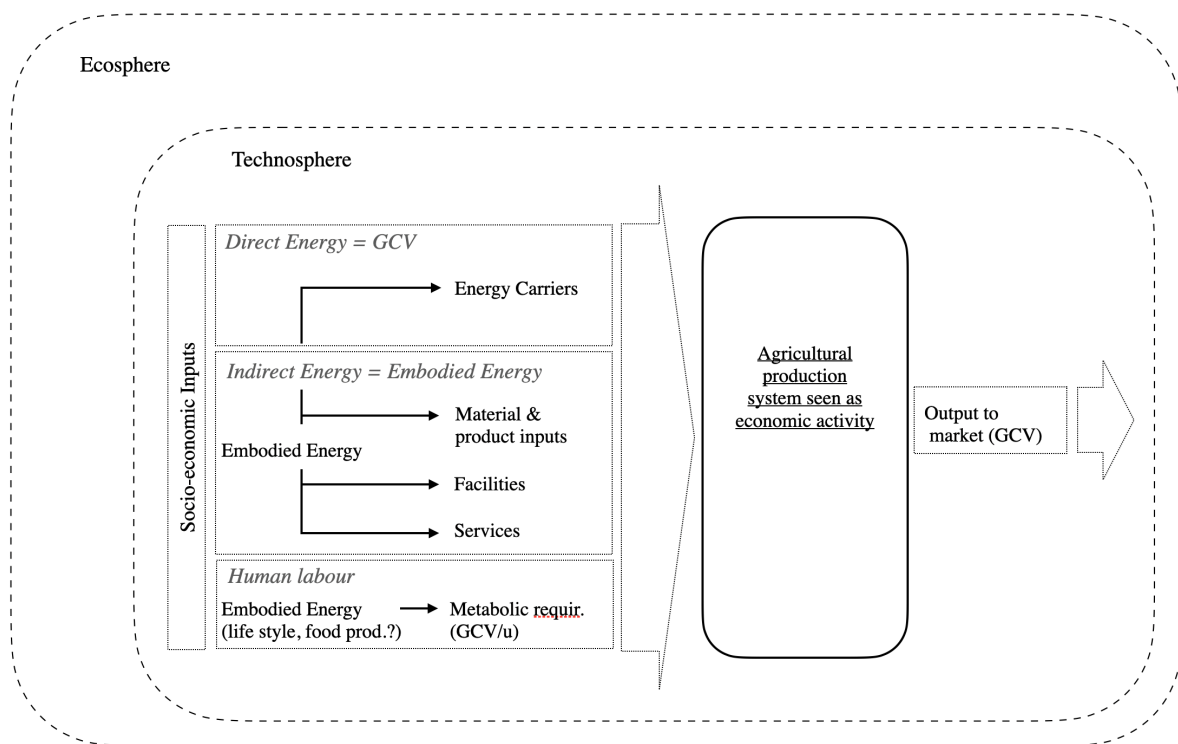 Ecosphere
Technosphere
Socio-economic Inputs
Direct Energy = GCV
Energy Carriers
Indirect Energy = Embodied Energy
Material &
product inputs
Embodied Energy
Facilities
Services
Human labour
Embodied Energy
(life style, food prod.?)
Metabolic requir.
(GCV/u)
Agricultural
production
system seen as
economic activity
Output to
market (GCV)